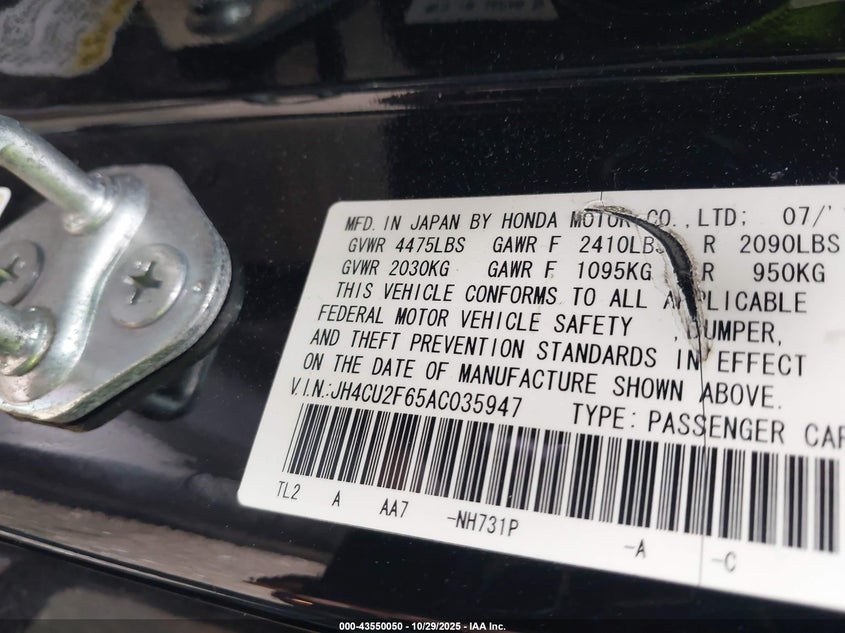 MFD. IN JAPAN BY HONDA MOTOR CO., LTD; 07/'
GVWR 4475LBS GAWR F 2410LBS R 2090LBS
GVWR 2030KG GAWR F 1095KG R 950KG
THIS VEHICLE CONFORMS TO ALL APPLICABLE
FEDERAL MOTOR VEHICLE SAFETY , BUMPER,
AND THEFT PREVENTION STANDARDS IN EFFECT
ON THE DATE OF MANUFACTURE SHOWN ABOVE.
V.I.N.:JH4CU2F65AC035947 TYPE: PASSENGER CAR
TL2 A AA7 -NH731P -A -C
000-43550050 - 10/29/2025 - IAA Inc.